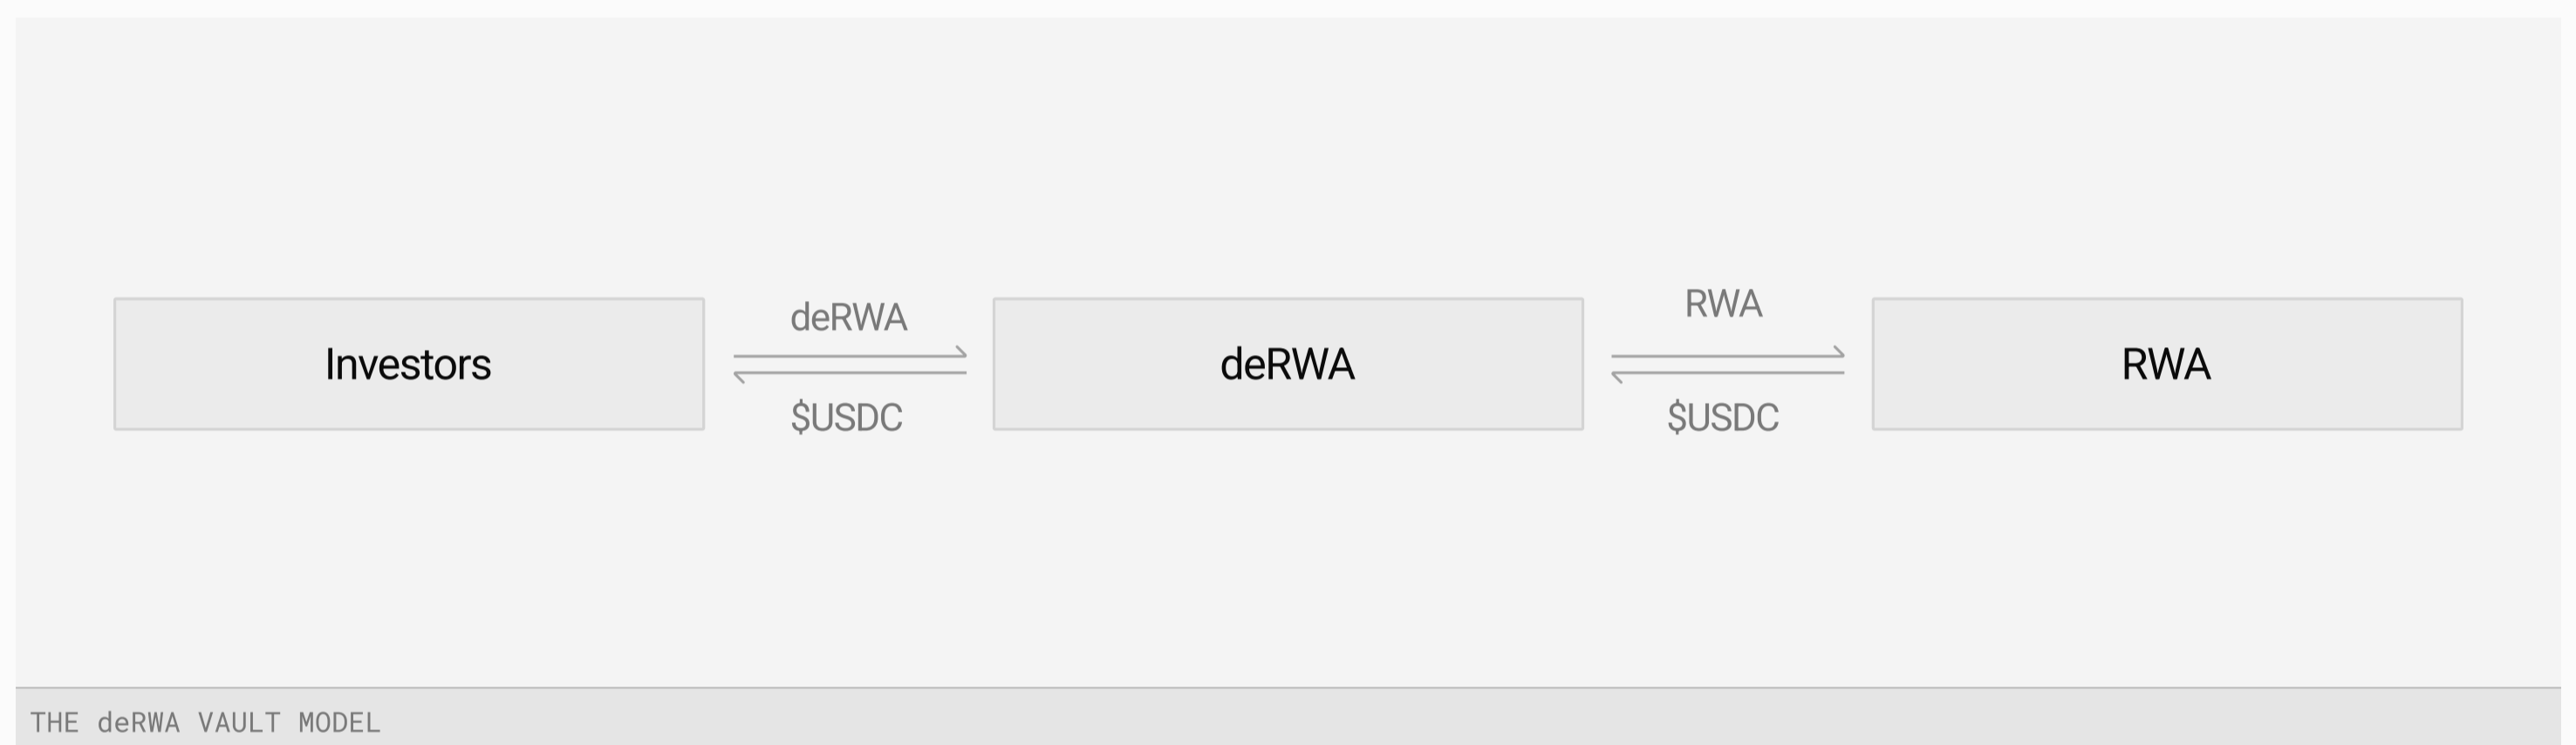 RWA
deRWA
Investors
deRWA
RWA
$USDC
$USDC
THE deRWA VAULT MODEL